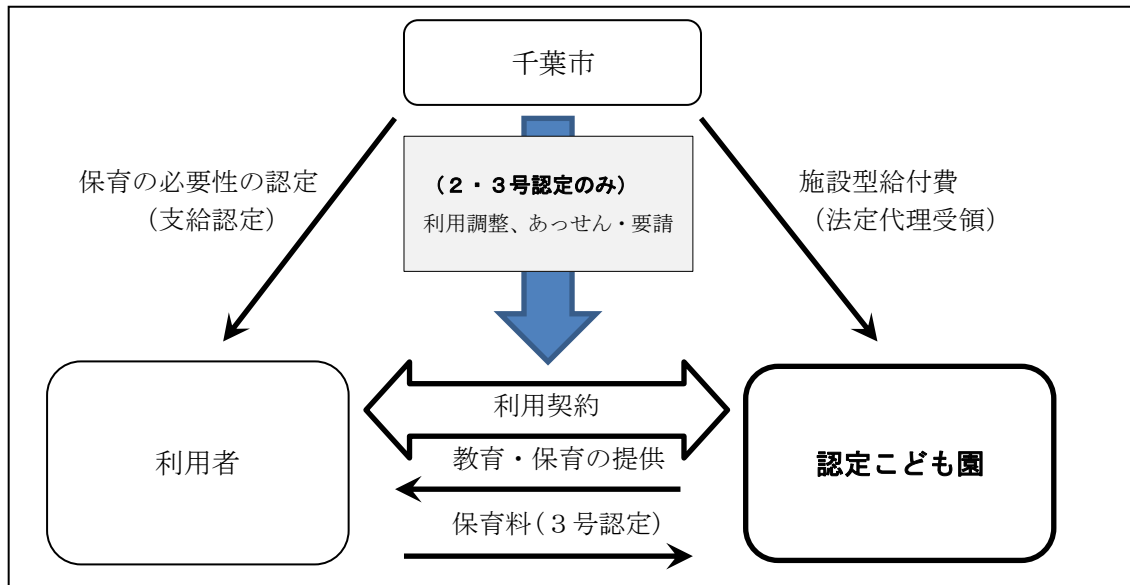 千葉市
保育の必要性の認定
（支給認定）
（２・３号認定のみ）
利用調整、あっせん・要請
施設型給付費
（法定代理受領）
利用者
利用契約
教育・保育の提供
保育料（３号認定）
認定こども園